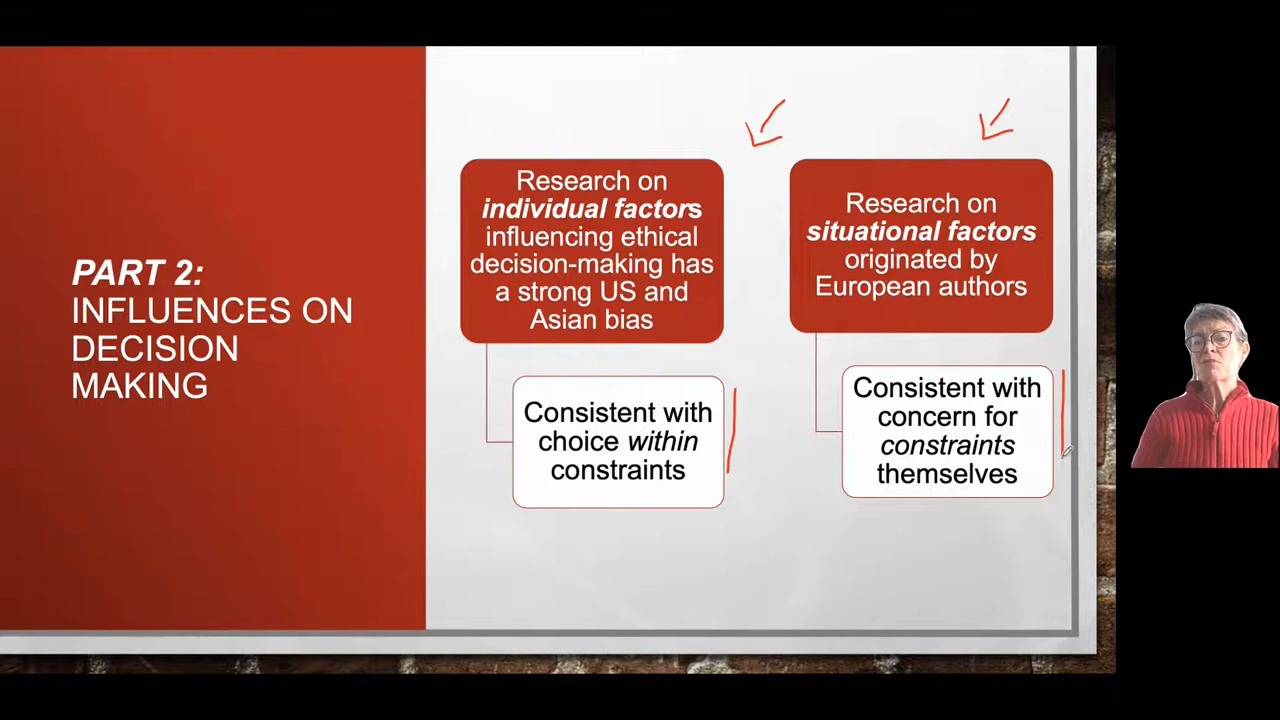 PART 2:
INFLUENCES ON
DECISION
MAKING
Research on
individual factors
influencing ethical
decision-making has
a strong US and
Asian bias
Consistent with
choice within
constraints
Research on
situational factors
originated by
European authors
Consistent with
concern for
constraints
themselves